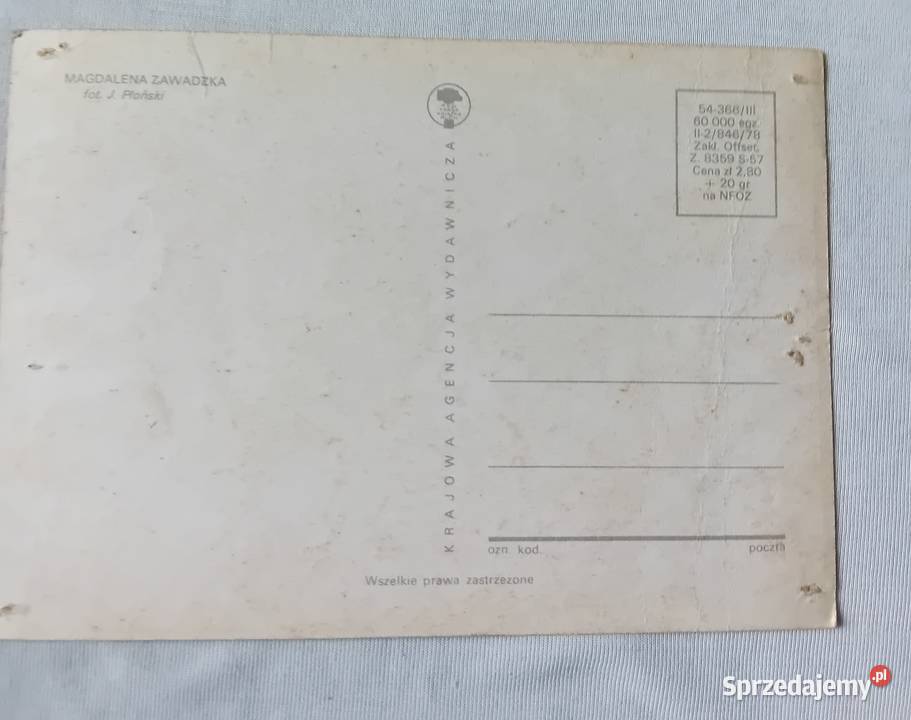 MAGDALENA ZAWADZKA
fot. J. Płoński
KRAJOWA AGENCJA WYDAWNICZA
54-366/III
60 000 egz.
II-2/846/78
Zakł. Offset.
Z. 8359 S-57
Cena zł 2,80
+ 20 gr
na NFOZ
ozn. kod.
poczta
Wszelkie prawa zastrzeżone
Sprzedajemy.pl